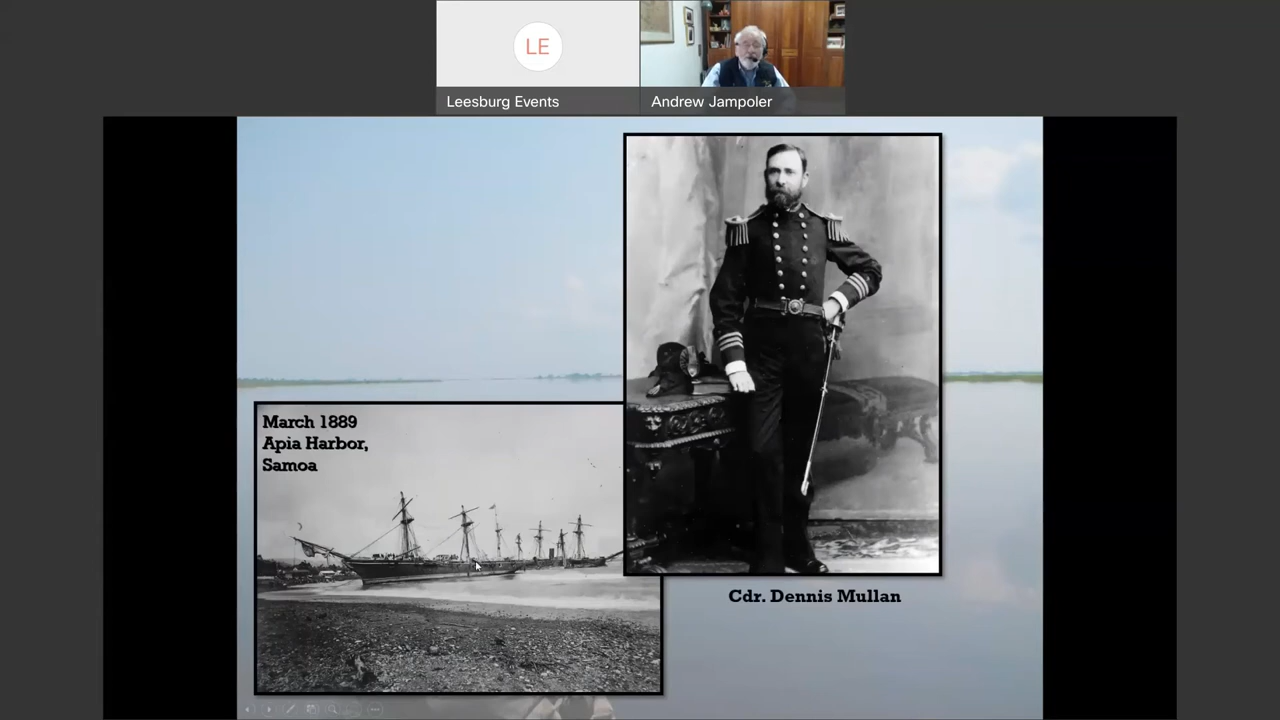 LE
Leesburg Events
Andrew Jampoler
March 1889
Apia Harbor,
Samoa
Cdr. Dennis Mullan